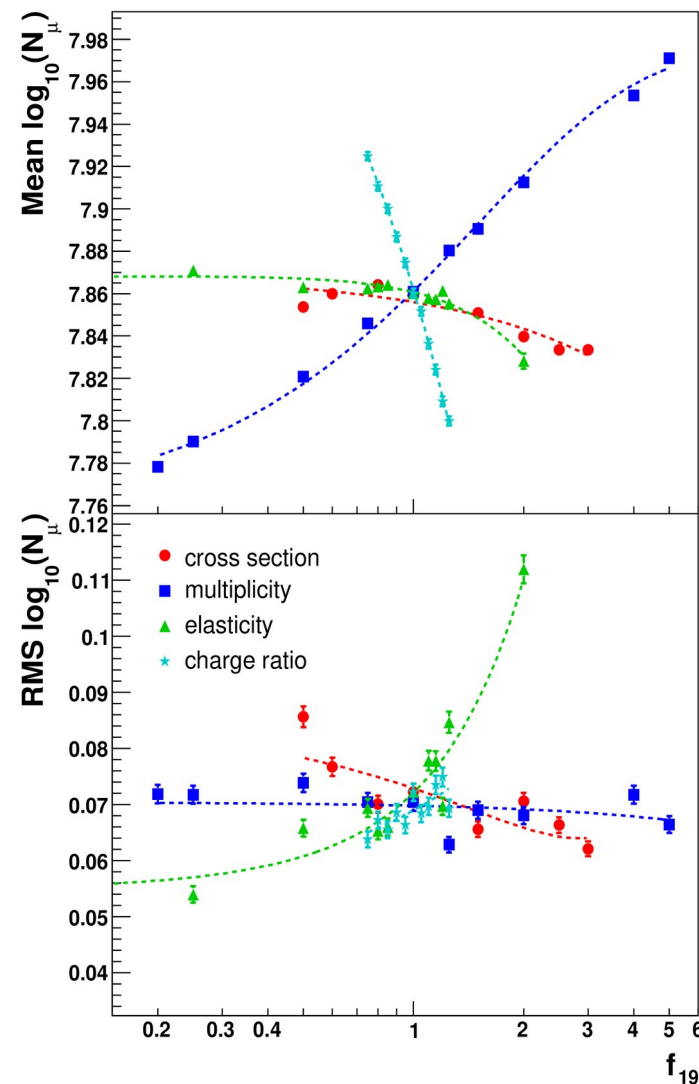 Mean log10(Nμ)
7.98
7.96
7.94
7.92
7.9
7.88
7.86
7.84
7.82
7.8
7.78
7.76
RMS log10(Nμ)
0.12
0.11
0.1
0.09
0.08
0.07
0.06
0.05
0.04
cross section
multiplicity
elasticity
charge ratio
0.2 0.3 0.4 1 2 3 4 5 6
f19